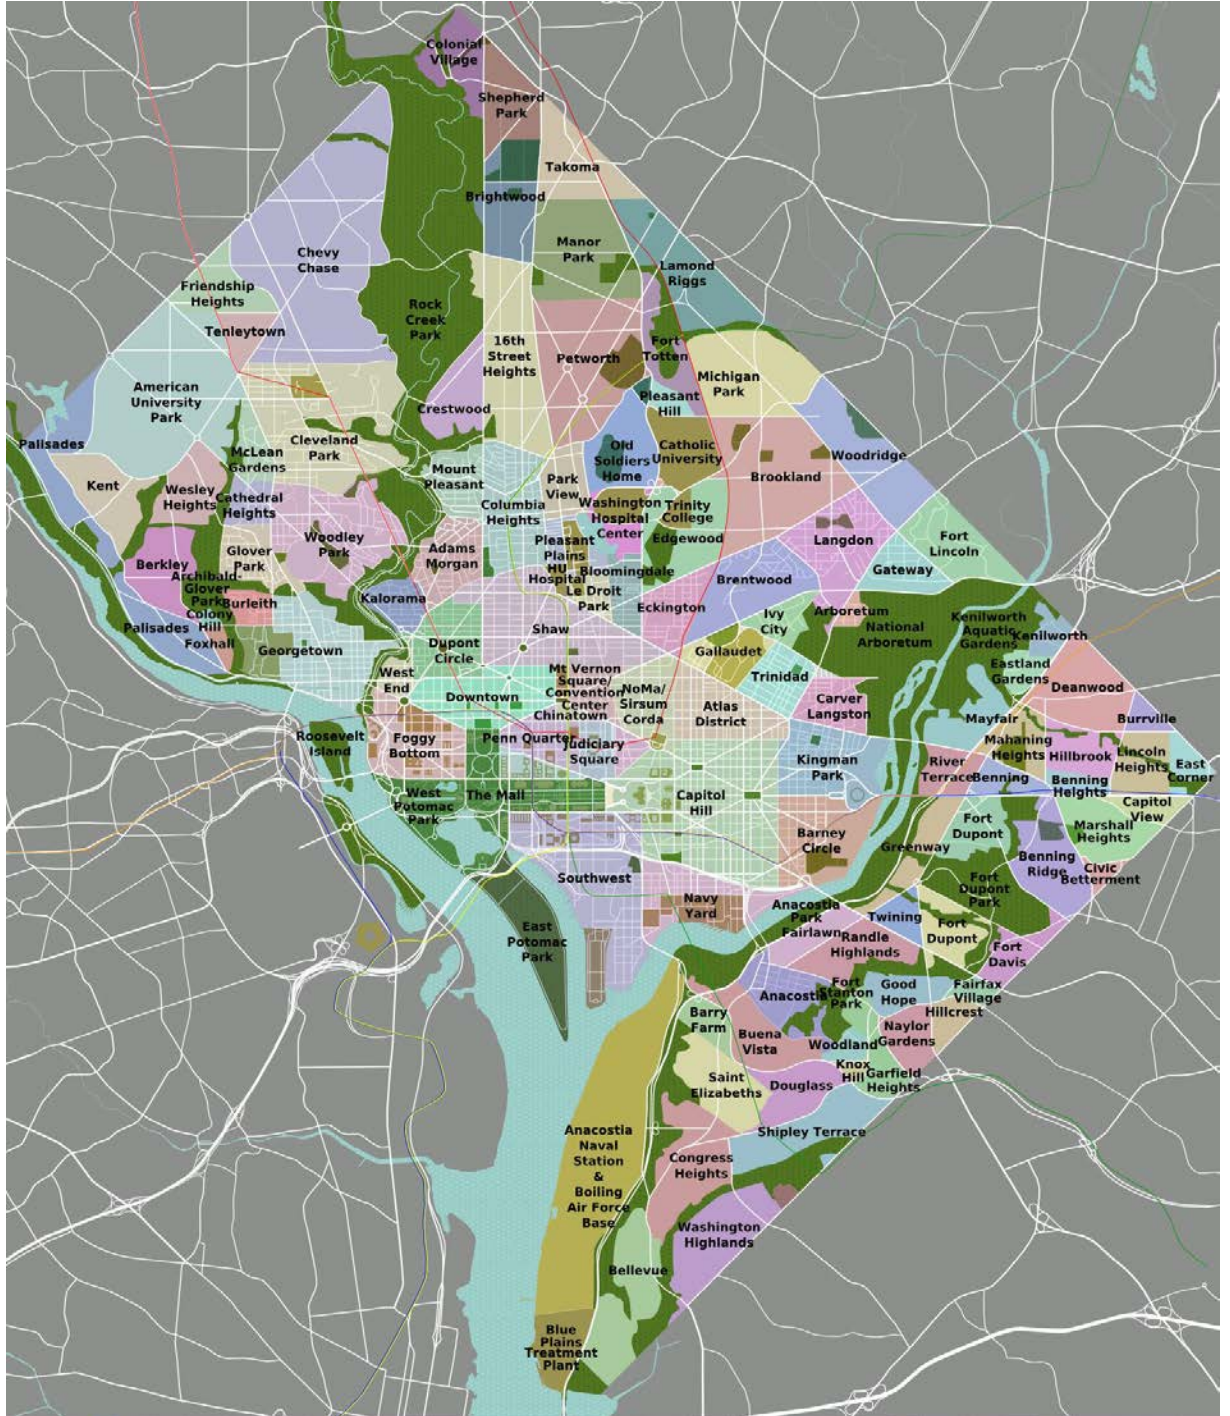 Colonial
Village
Shepherd
Park
Takoma
Brightwood
Manor
Park
Chevy
Chase
Lamond
Riggs
Friendship
Heights
Rock
Creek
Park
Tenleytown
16th
Street
Heights
Petworth
Fort
Totten
Michigan
Park
American
University
Park
Crestwood
Pleasant
Hill
Palisades
McLean
Gardens
Cleveland
Park
Old
Soldiers
Home
Catholic
University
Woodridge
Brookland
Kent
Wesley
Heights
Cathedral
Heights
Mount
Pleasant
Park
View
Columbia
Heights
Washington
Hospital
Center
Trinity
College
Edgewood
Langdon
Fort
Lincoln
Woodley
Park
Glover
Park
Adams
Morgan
Pleasant
Plains
HU
Hospital
Bloomingdale
Le Droit
Park
Gateway
Brentwood
Berkley
Archibald-
Glover
Park
Burleith
Colony
Hill
Kalorama
Eckington
Ivy
City
Arboretum
National
Arboretum
Kenilworth
Aquatic
Gardens
Kenilworth
Palisades
Foxhall
Georgetown
Dupont
Circle
Shaw
Gallaudet
Trinidad
Eastland
Gardens
Deanwood
West
End
Downtown
Mt Vernon
Square/
Convention
Center
Chinatown
NoMa/
Sirsum
Corda
Atlas
District
Carver
Langston
Mayfair
Burrville
Roosevelt
Island
Foggy
Bottom
Penn Quarter
Judiciary
Square
Kingman
Park
River
Terrace
Mahaning
Heights
Hillbrook
Lincoln
Heights
East
Corner
Benning
Benning
Heights
West
Potomac
Park
The Mall
Capitol
Hill
Capitol
View
Barney
Circle
Fort
Dupont
Marshall
Heights
Greenway
Benning
Ridge
Civic
Betterment
Southwest
Fort
Dupont
Park
Navy
Yard
Anacostia
Park
Fairlawn
Twining
Fort
Dupont
East
Potomac
Park
Randle
Highlands
Fort
Davis
Anacostia
Fort
Stanton
Park
Good
Hope
Fairfax
Village
Hillcrest
Barry
Farm
Buena
Vista
Woodland
Naylor
Gardens
Knox
Hill
Garfield
Heights
Saint
Elizabeths
Douglass
Anacostia
Naval
Station
&
Boiling
Air Force
Base
Shipley Terrace
Congress
Heights
Washington
Highlands
Bellevue
Blue
Plains
Treatment
Plant